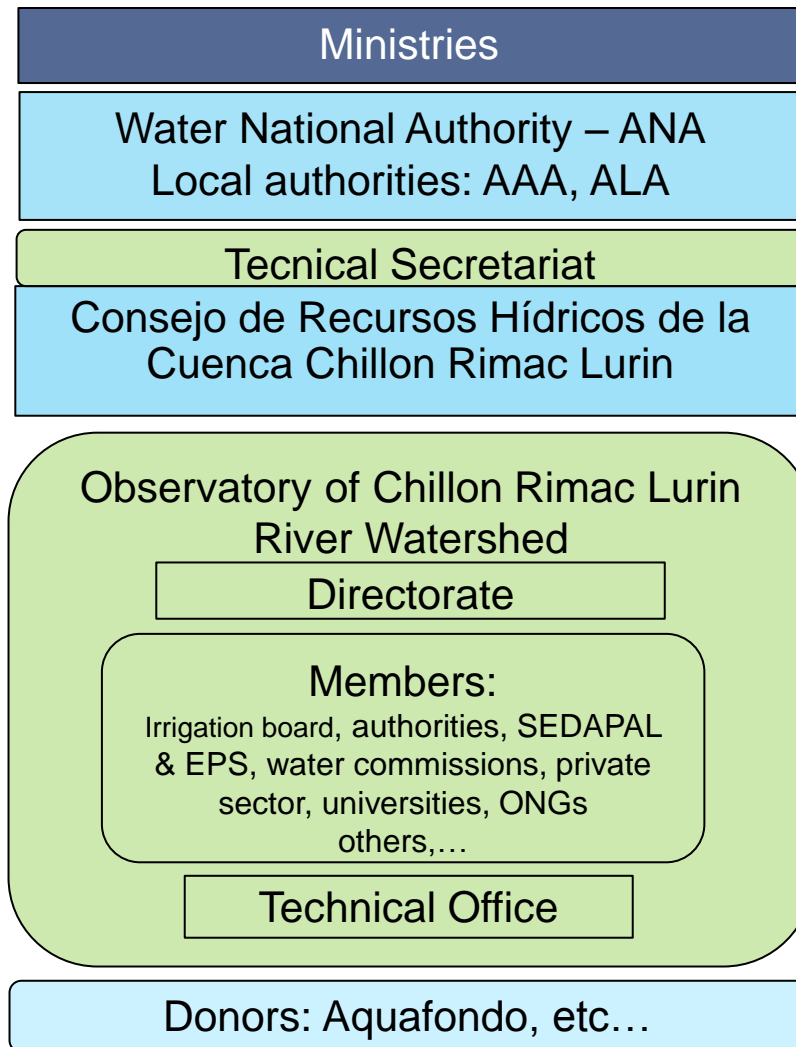 Ministries
Water National Authority – ANA
Local authorities: AAA, ALA
Tecnical Secretariat
Consejo de Recursos Hídricos de la
Cuenca Chillon Rimac Lurin
Observatory of Chillon Rimac Lurin
River Watershed
Directorate
Members:
Irrigation board, authorities, SEDAPAL
& EPS, water commissions, private
sector, universities, ONGs
others,…
Technical Office
Donors: Aquafondo, etc…